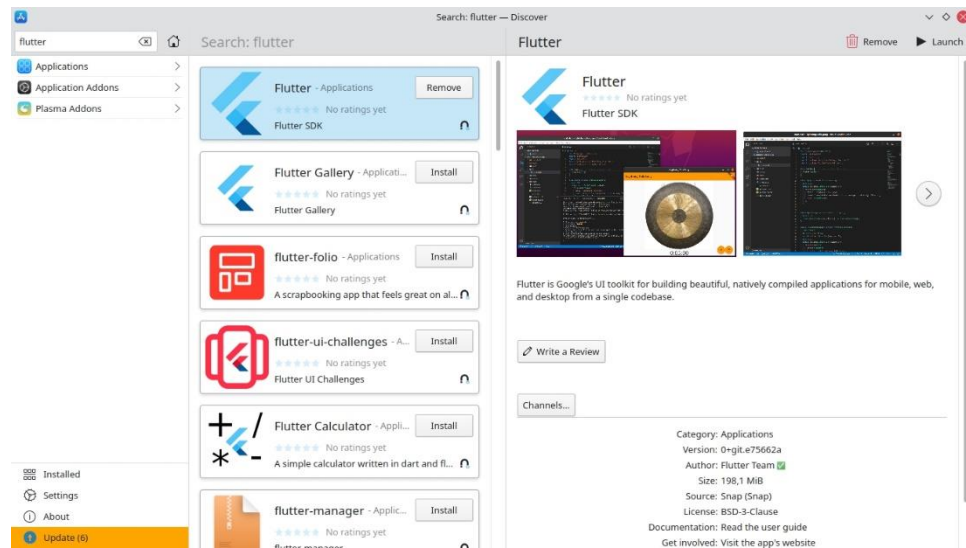 Search: flutter — Discover
flutter
Search: flutter
Flutter
Remove
Launch
Applications
Application Addons
Plasma Addons
Flutter - Applications
Remove
No ratings yet
Flutter SDK
Flutter Gallery - Applicati...
Install
No ratings yet
Flutter Gallery
flutter-folio - Applications
Install
No ratings yet
A scrapbooking app that feels great on al...
flutter-ui-challenges - A...
Install
No ratings yet
Flutter UI Challenges
Flutter Calculator - Appli...
Install
No ratings yet
A simple calculator written in dart and fl...
flutter-manager - Applic...
Install
No ratings yet
flutter manager
Installed
Settings
About
Update (6)
Flutter
No ratings yet
Flutter SDK
Flutter is Google's UI toolkit for building beautiful, natively compiled applications for mobile, web,
and desktop from a single codebase.
Write a Review
Channels...
Category: Applications
Version: 0+git.e75662a
Author: Flutter Team ✅
Size: 198,1 MiB
Source: Snap (Snap)
License: BSD-3-Clause
Documentation: Read the user guide
Get involved: Visit the app's website